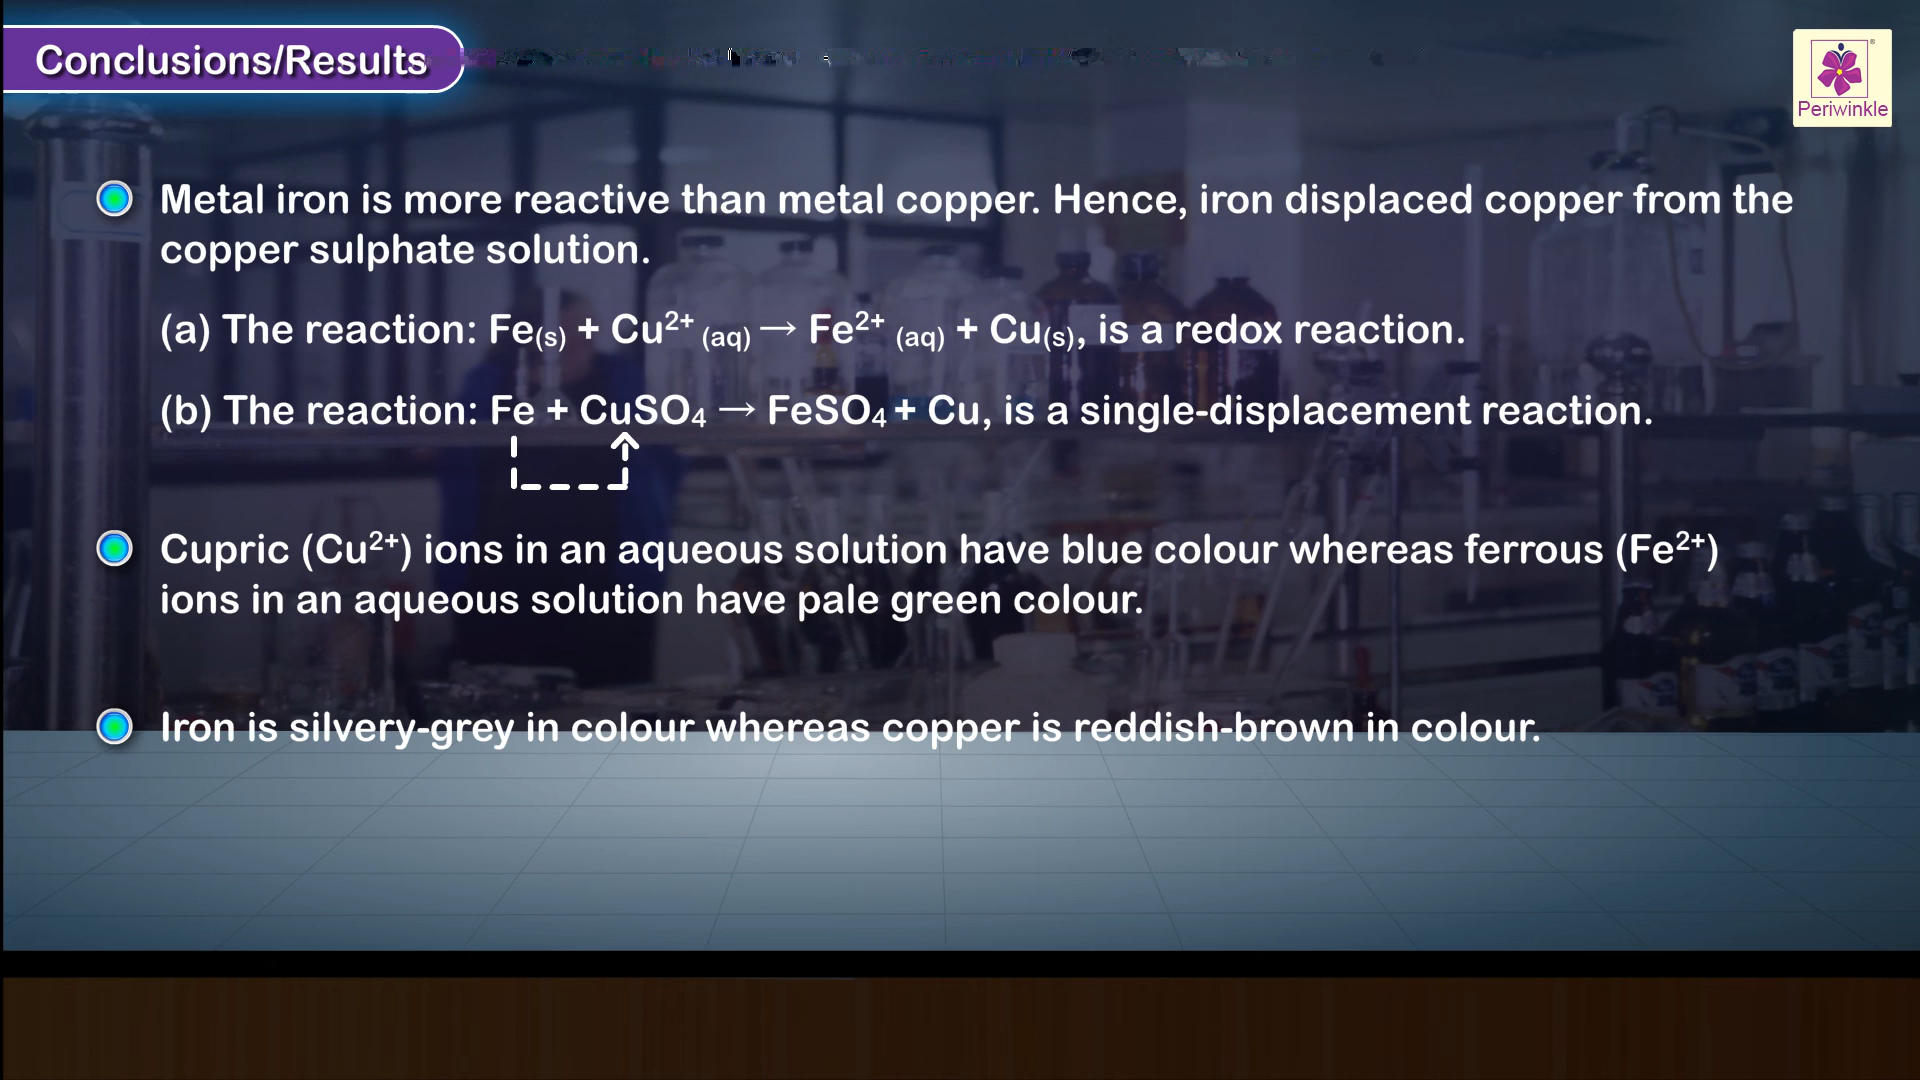 Conclusions/Results
Periwinkle
Metal iron is more reactive than metal copper. Hence, iron displaced copper from the
copper sulphate solution.
(a) The reaction: Fe(s) + Cu²⁺ (aq) → Fe²⁺ (aq) + Cu(s), is a redox reaction.
(b) The reaction: Fe + CuSO₄ → FeSO₄ + Cu, is a single-displacement reaction.
Cupric (Cu²⁺) ions in an aqueous solution have blue colour whereas ferrous (Fe²⁺)
ions in an aqueous solution have pale green colour.
Iron is silvery-grey in colour whereas copper is reddish-brown in colour.